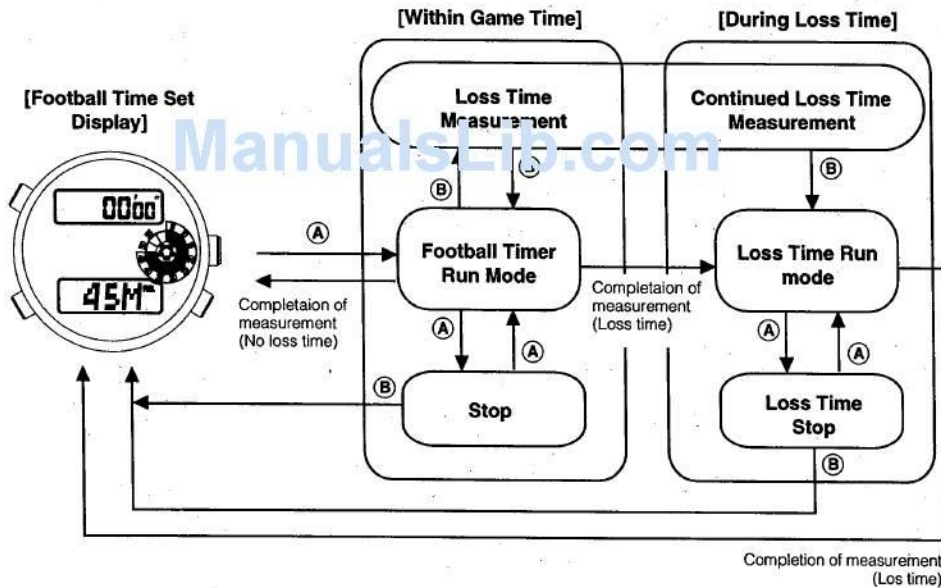 [Within Game Time]
[During Loss Time]
[Football Time Set
Display]
Loss Time
Measurement
Continued Loss Time
Measurement
ManualsLib.com
B
B
00'00"
45M
A
Football Timer
Run Mode
Loss Time Run
mode
Completaion of
measurement
(No loss time)
Completaion of
measurement
(Loss time)
A
A
A
A
B
Stop
Loss Time
Stop
B
Completion of measurement
(Los time)